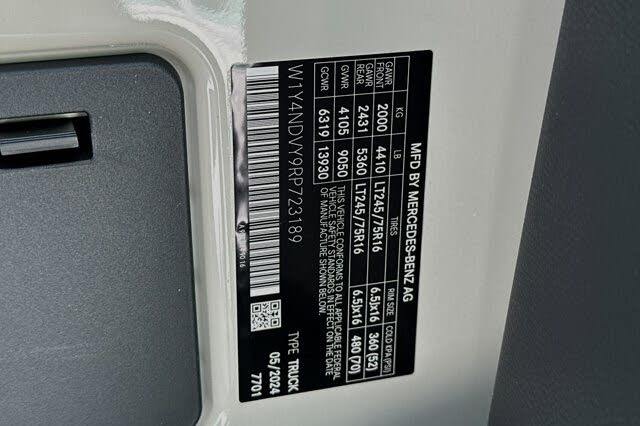 MFD BY MERCEDES-BENZ AG
KG LB TIRES RIM SIZE COLD KPA (PSI)
GAWR FRONT 2000 4410 LT245/75R16 6.5Jx16 360 (52)
GAWR REAR 2431 5360 LT245/75R16 6.5Jx16 480 (70)
GVWR 4105 9050
GCWR 6319 13930
THIS VEHICLE CONFORMS TO ALL APPLICABLE FEDERAL
VEHICLE SAFETY STANDARDS IN EFFECT ON THE DATE
OF MANUFACTURE SHOWN BELOW.
W1Y4NDVY9RP723189
TYPE TRUCK
05/2024
7701